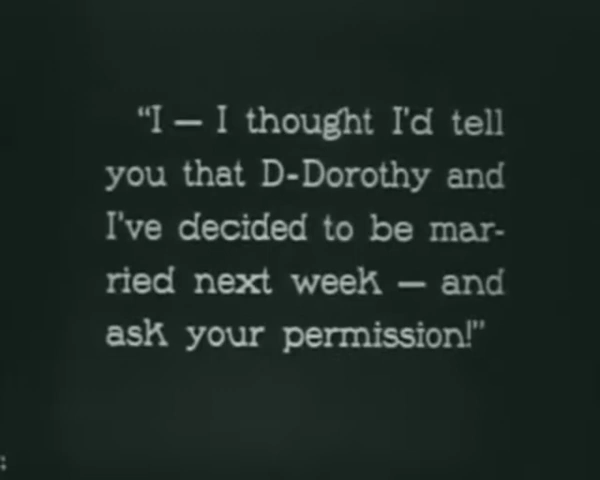 "I — I thought I'd tell
you that D-Dorothy and
I've decided to be mar-
ried next week — and
ask your permission!"